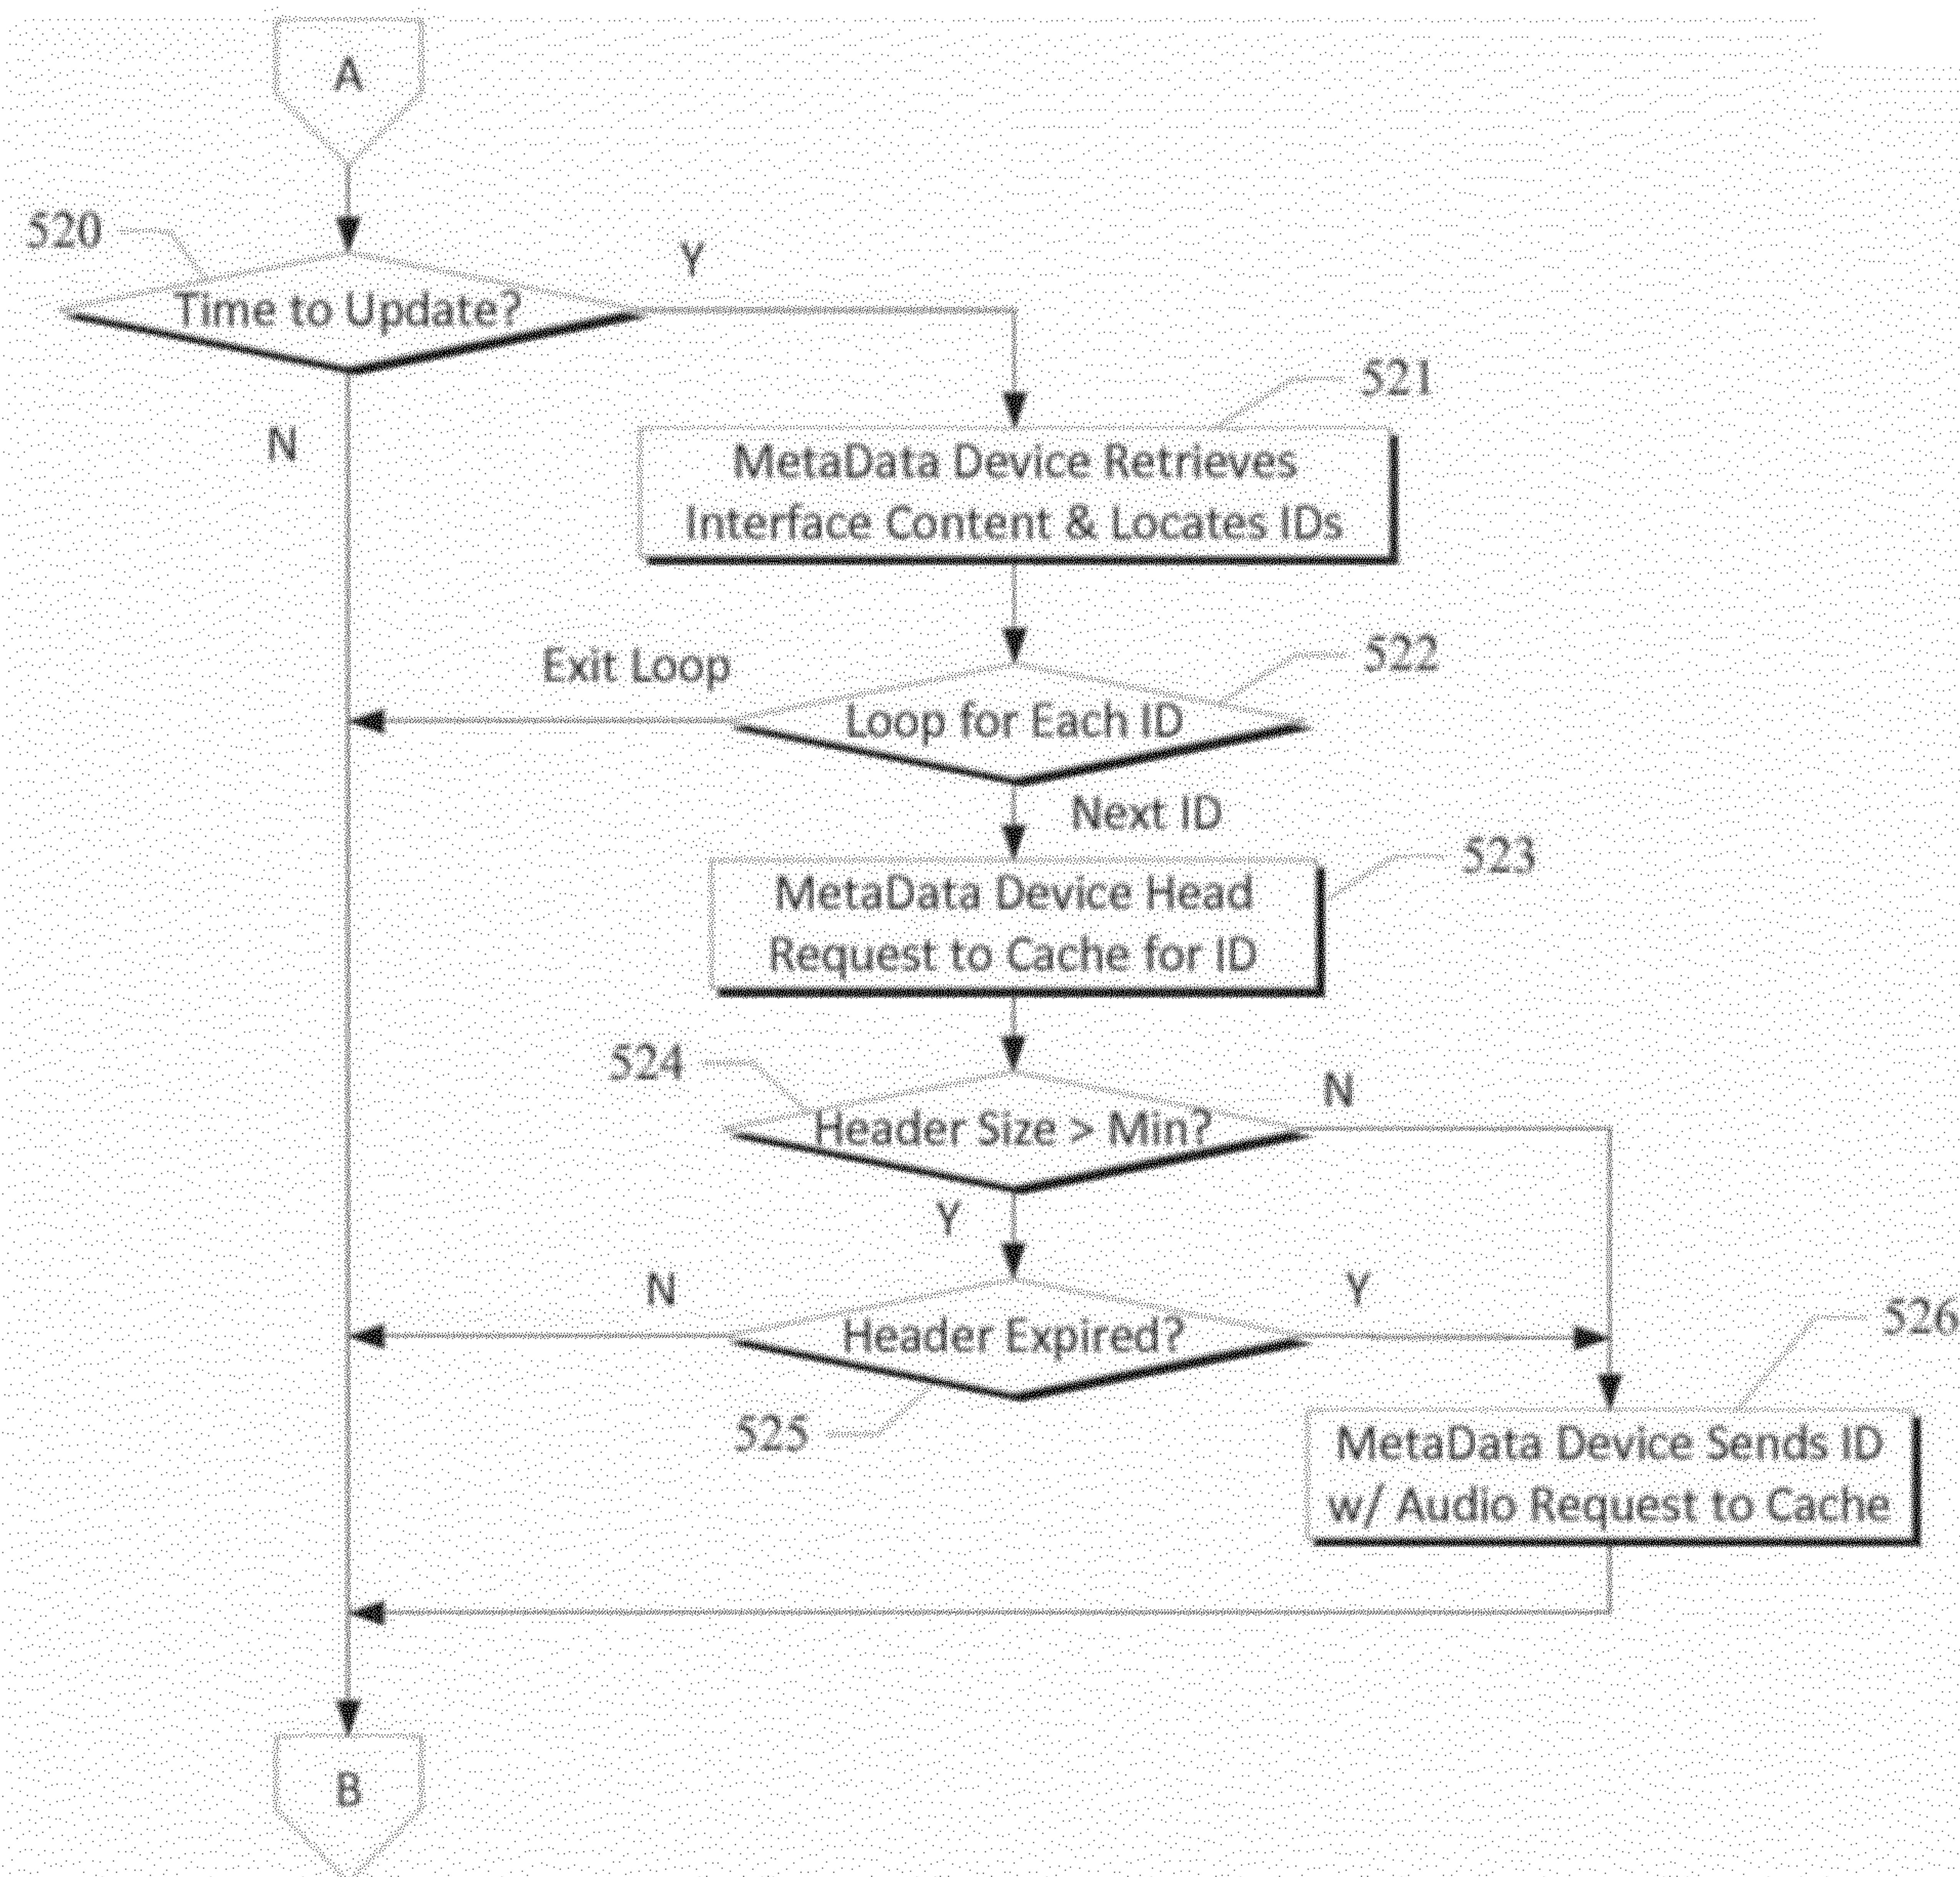 A
520
Y
Time to Update?
521
N
MetaData Device Retrieves
Interface Content & Locates IDs
Exit Loop
522
Loop for Each ID
Next ID
523
MetaData Device Head
Request to Cache for ID
524
N
Header Size > Min?
Y
N
Y
Header Expired?
526
525
MetaData Device Sends ID
w/ Audio Request to Cache
B